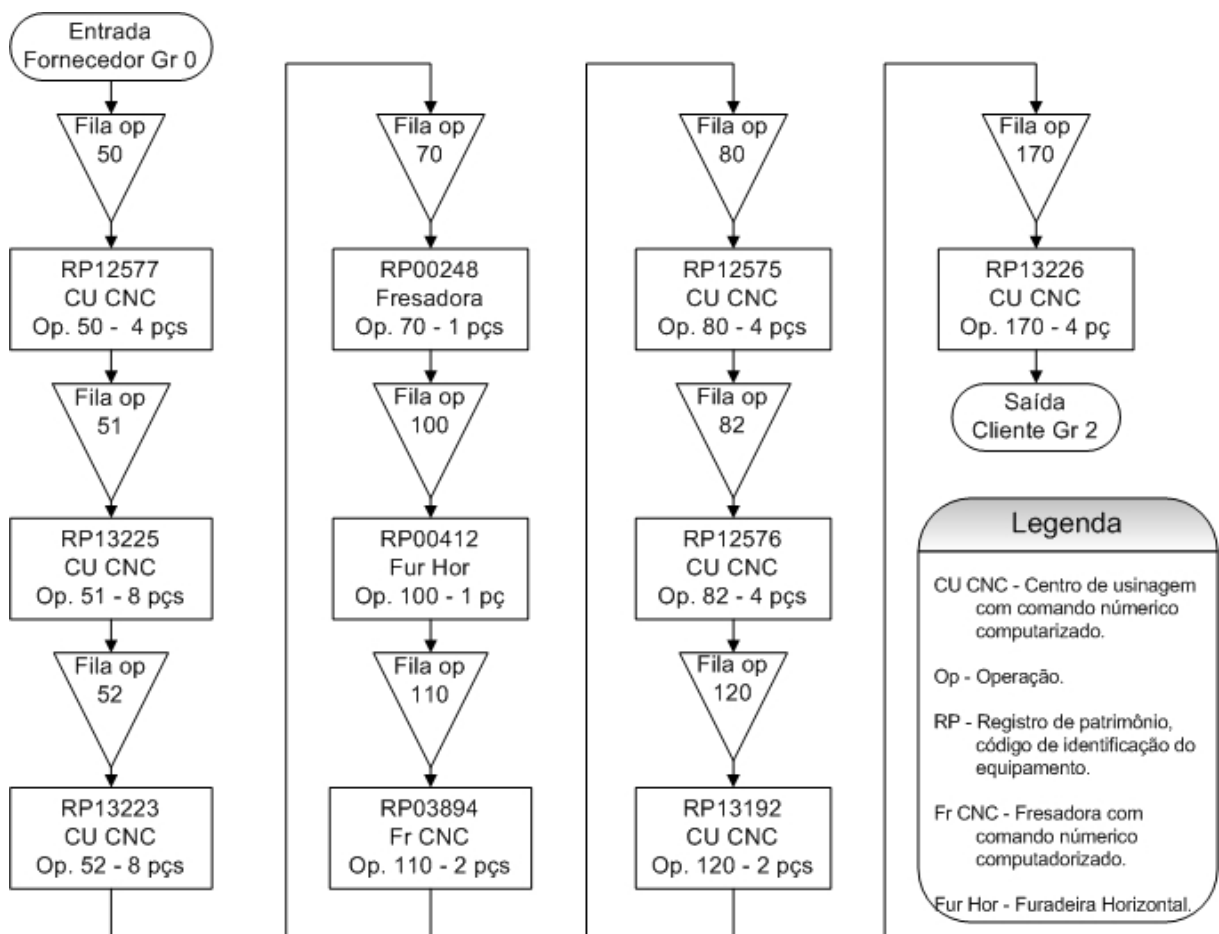 Entrada
Fornecedor Gr 0
Fila op
50
RP12577
CU CNC
Op. 50 - 4 pçs
Fila op
51
RP13225
CU CNC
Op. 51 - 8 pçs
Fila op
52
RP13223
CU CNC
Op. 52 - 8 pçs
Fila op
70
RP00248
Fresadora
Op. 70 - 1 pçs
Fila op
100
RP00412
Fur Hor
Op. 100 - 1 pç
Fila op
110
RP03894
Fr CNC
Op. 110 - 2 pçs
Fila op
80
RP12575
CU CNC
Op. 80 - 4 pçs
Fila op
82
RP12576
CU CNC
Op. 82 - 4 pçs
Fila op
120
RP13192
CU CNC
Op. 120 - 2 pçs
Fila op
170
RP13226
CU CNC
Op. 170 - 4 pç
Saída
Cliente Gr 2
Legenda
CU CNC - Centro de usinagem
com comando númerico
computarizado.
Op - Operação.
RP - Registro de patrimônio,
código de identificação do
equipamento.
Fr CNC - Fresadora com
comando númerico
computadorizado.
Fur Hor - Furadeira Horizontal.